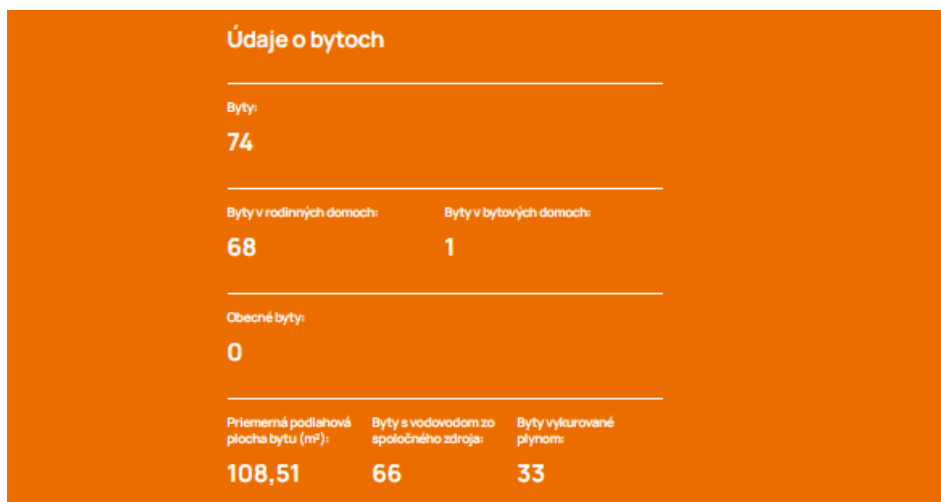 Údaje o bytoch
Byty:
74
Byty v rodinných domoch: Byty v bytových domoch:
68 1
Obecné byty:
0
Priemerná podlahová plocha bytu (m²):
Byty s vodovodom zo spoločného zdroja:
Byty vykurované plynom:
108,51 66 33